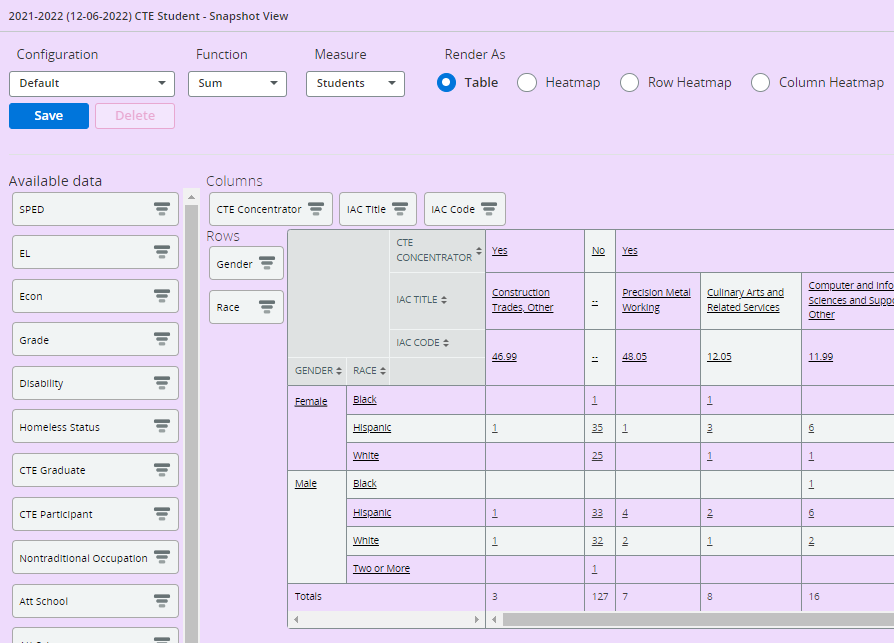 2021-2022 (12-06-2022) CTE Student - Snapshot View
Configuration Function Measure Render As
Default Sum Students Table Heatmap Row Heatmap Column Heatmap
Save Delete
Available data
SPED
EL
Econ
Grade
Disability
Homeless Status
CTE Graduate
CTE Participant
Nontraditional Occupation
Att School
Columns
CTE Concentrator IAC Title IAC Code
Rows
Gender
Race
CTE CONCENTRATOR Yes No Yes
IAC TITLE Construction Trades, Other -- Precision Metal Working Culinary Arts and Related Services Computer and Info Sciences and Other
IAC CODE 46.99 -- 48.05 12.05 11.99
GENDER RACE
Female Black 1 1
Hispanic 1 35 1 3 6
White 25 1 1
Male Black 1
Hispanic 1 33 4 2 6
White 1 32 2 1 2
Two or More 1
Totals 3 127 7 8 16